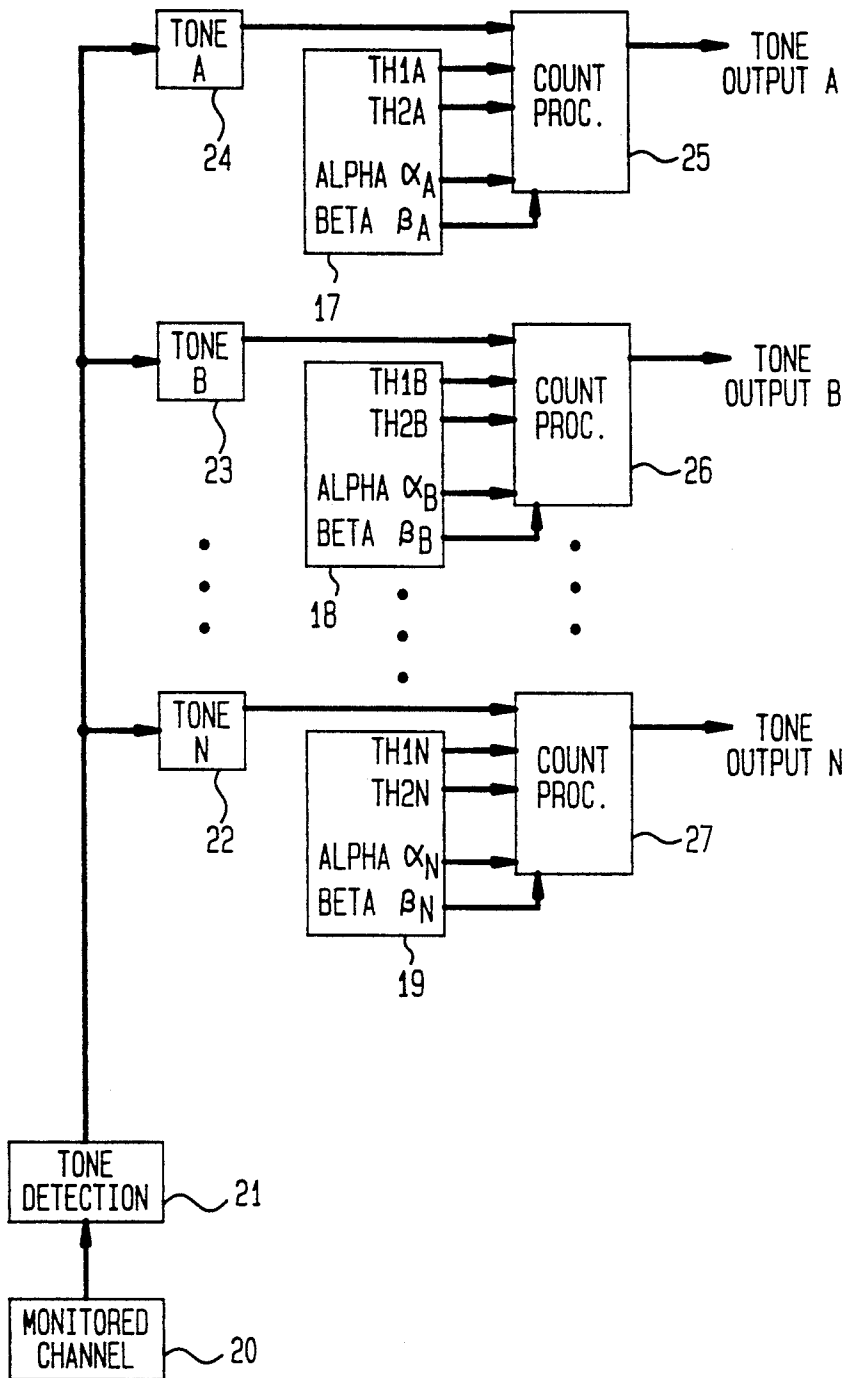 TONE
A
24
TH1A
TH2A
ALPHA αA
BETA βA
17
COUNT
PROC.
25
TONE
OUTPUT A
TONE
B
23
TH1B
TH2B
ALPHA αB
BETA βB
18
COUNT
PROC.
26
TONE
OUTPUT B
TONE
N
22
TH1N
TH2N
ALPHA αN
BETA βN
19
COUNT
PROC.
27
TONE
OUTPUT N
TONE
DETECTION
21
MONITORED
CHANNEL
20